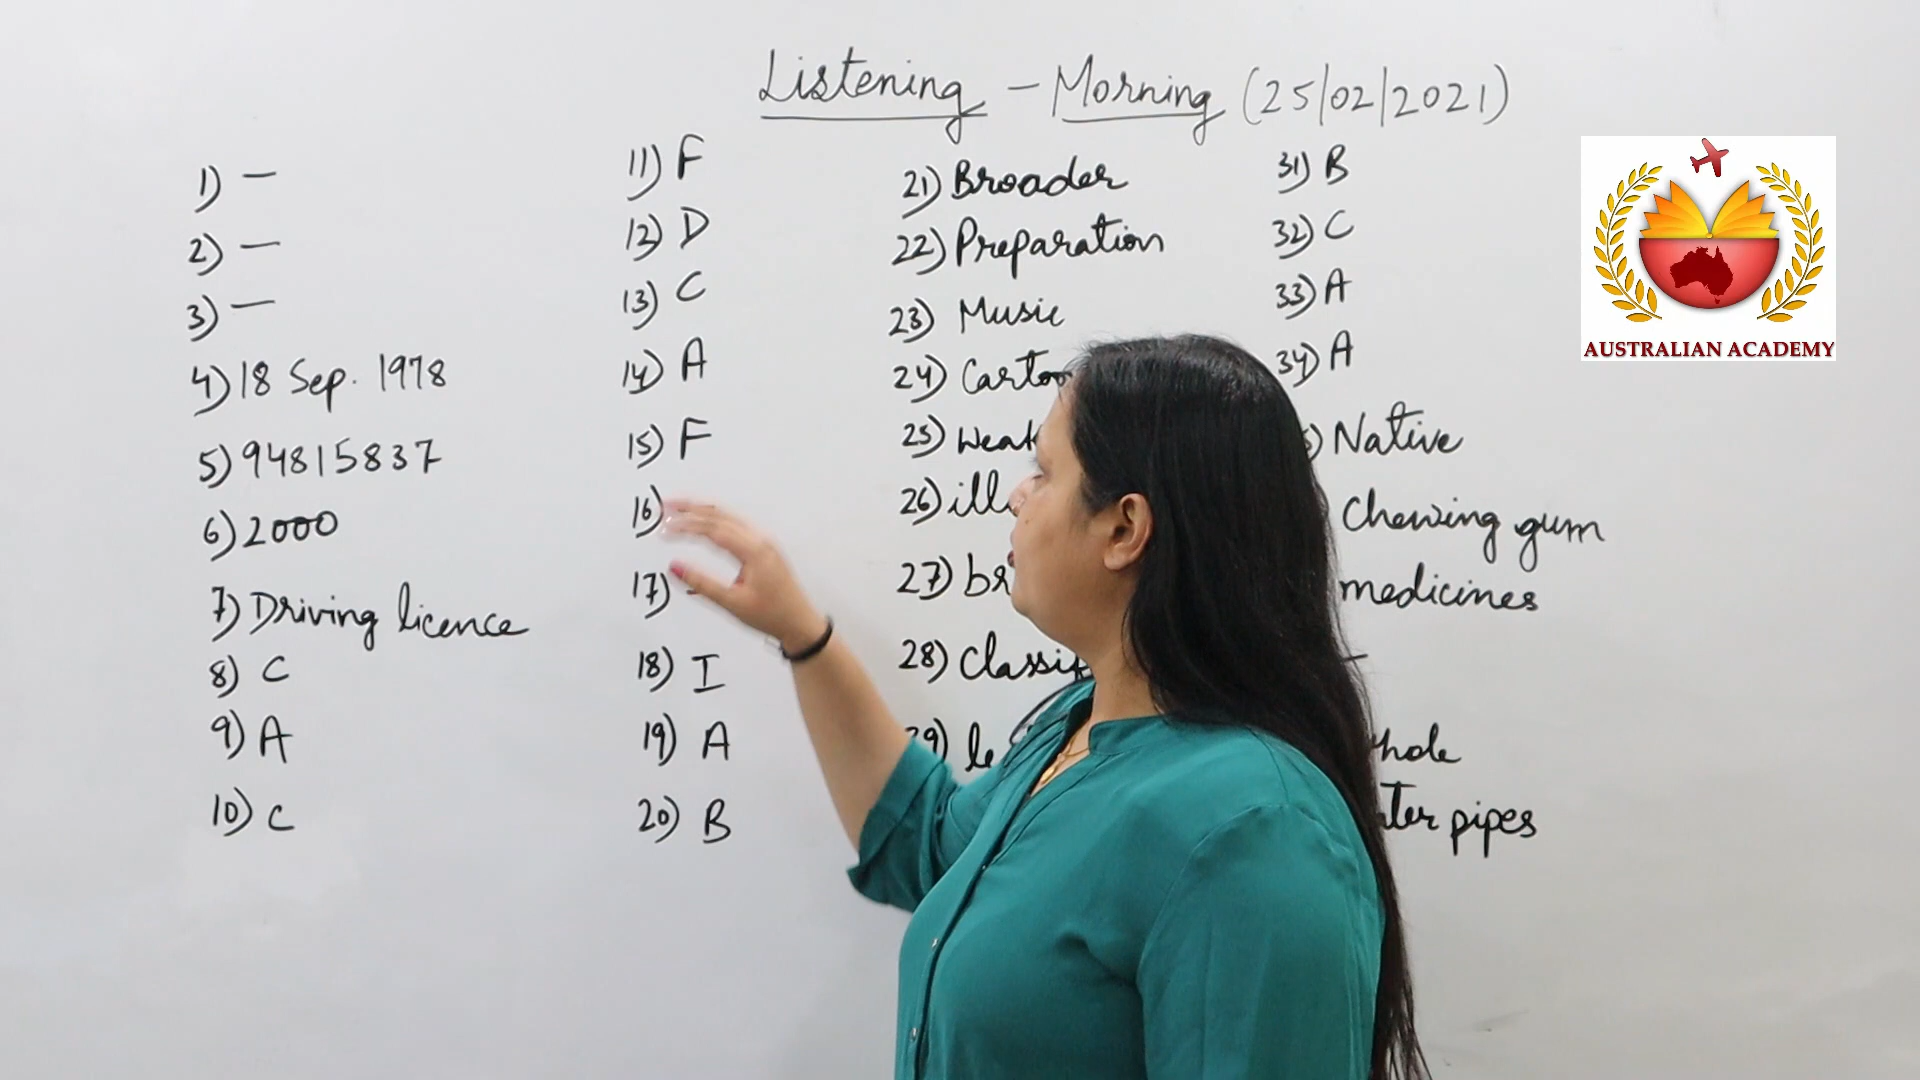 Listening - Morning (25/02/2021)
1) —
2) —
3) —
4) 18 Sep. 1978
5) 94815837
6) 2000
7) Driving licence
8) C
9) A
10) C
11) F
12) D
13) C
14) A
15) F
16)
17)
18) I
19) A
20) B
21) Broader
22) Preparation
23) Music
24)
25)
26)
27)
28)
29)
31) B
32) C
33) A
34) A
Native
Chewing gum
medicines
pipes
AUSTRALIAN ACADEMY